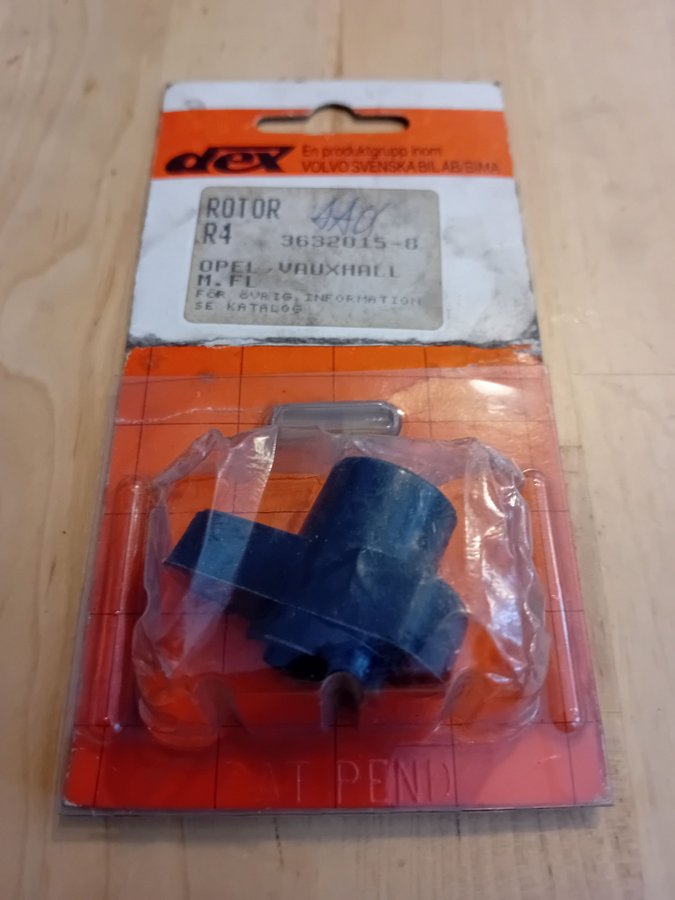 dex
En produktgrupp inom
VOLVO SVENSKA BIL AB/BIMA
ROTOR
R4 3632015-8
OPEL, VAUXHALL
M.FL
FÖR ÖVRIG INFORMATION
SE KATALOG
PAT PEND